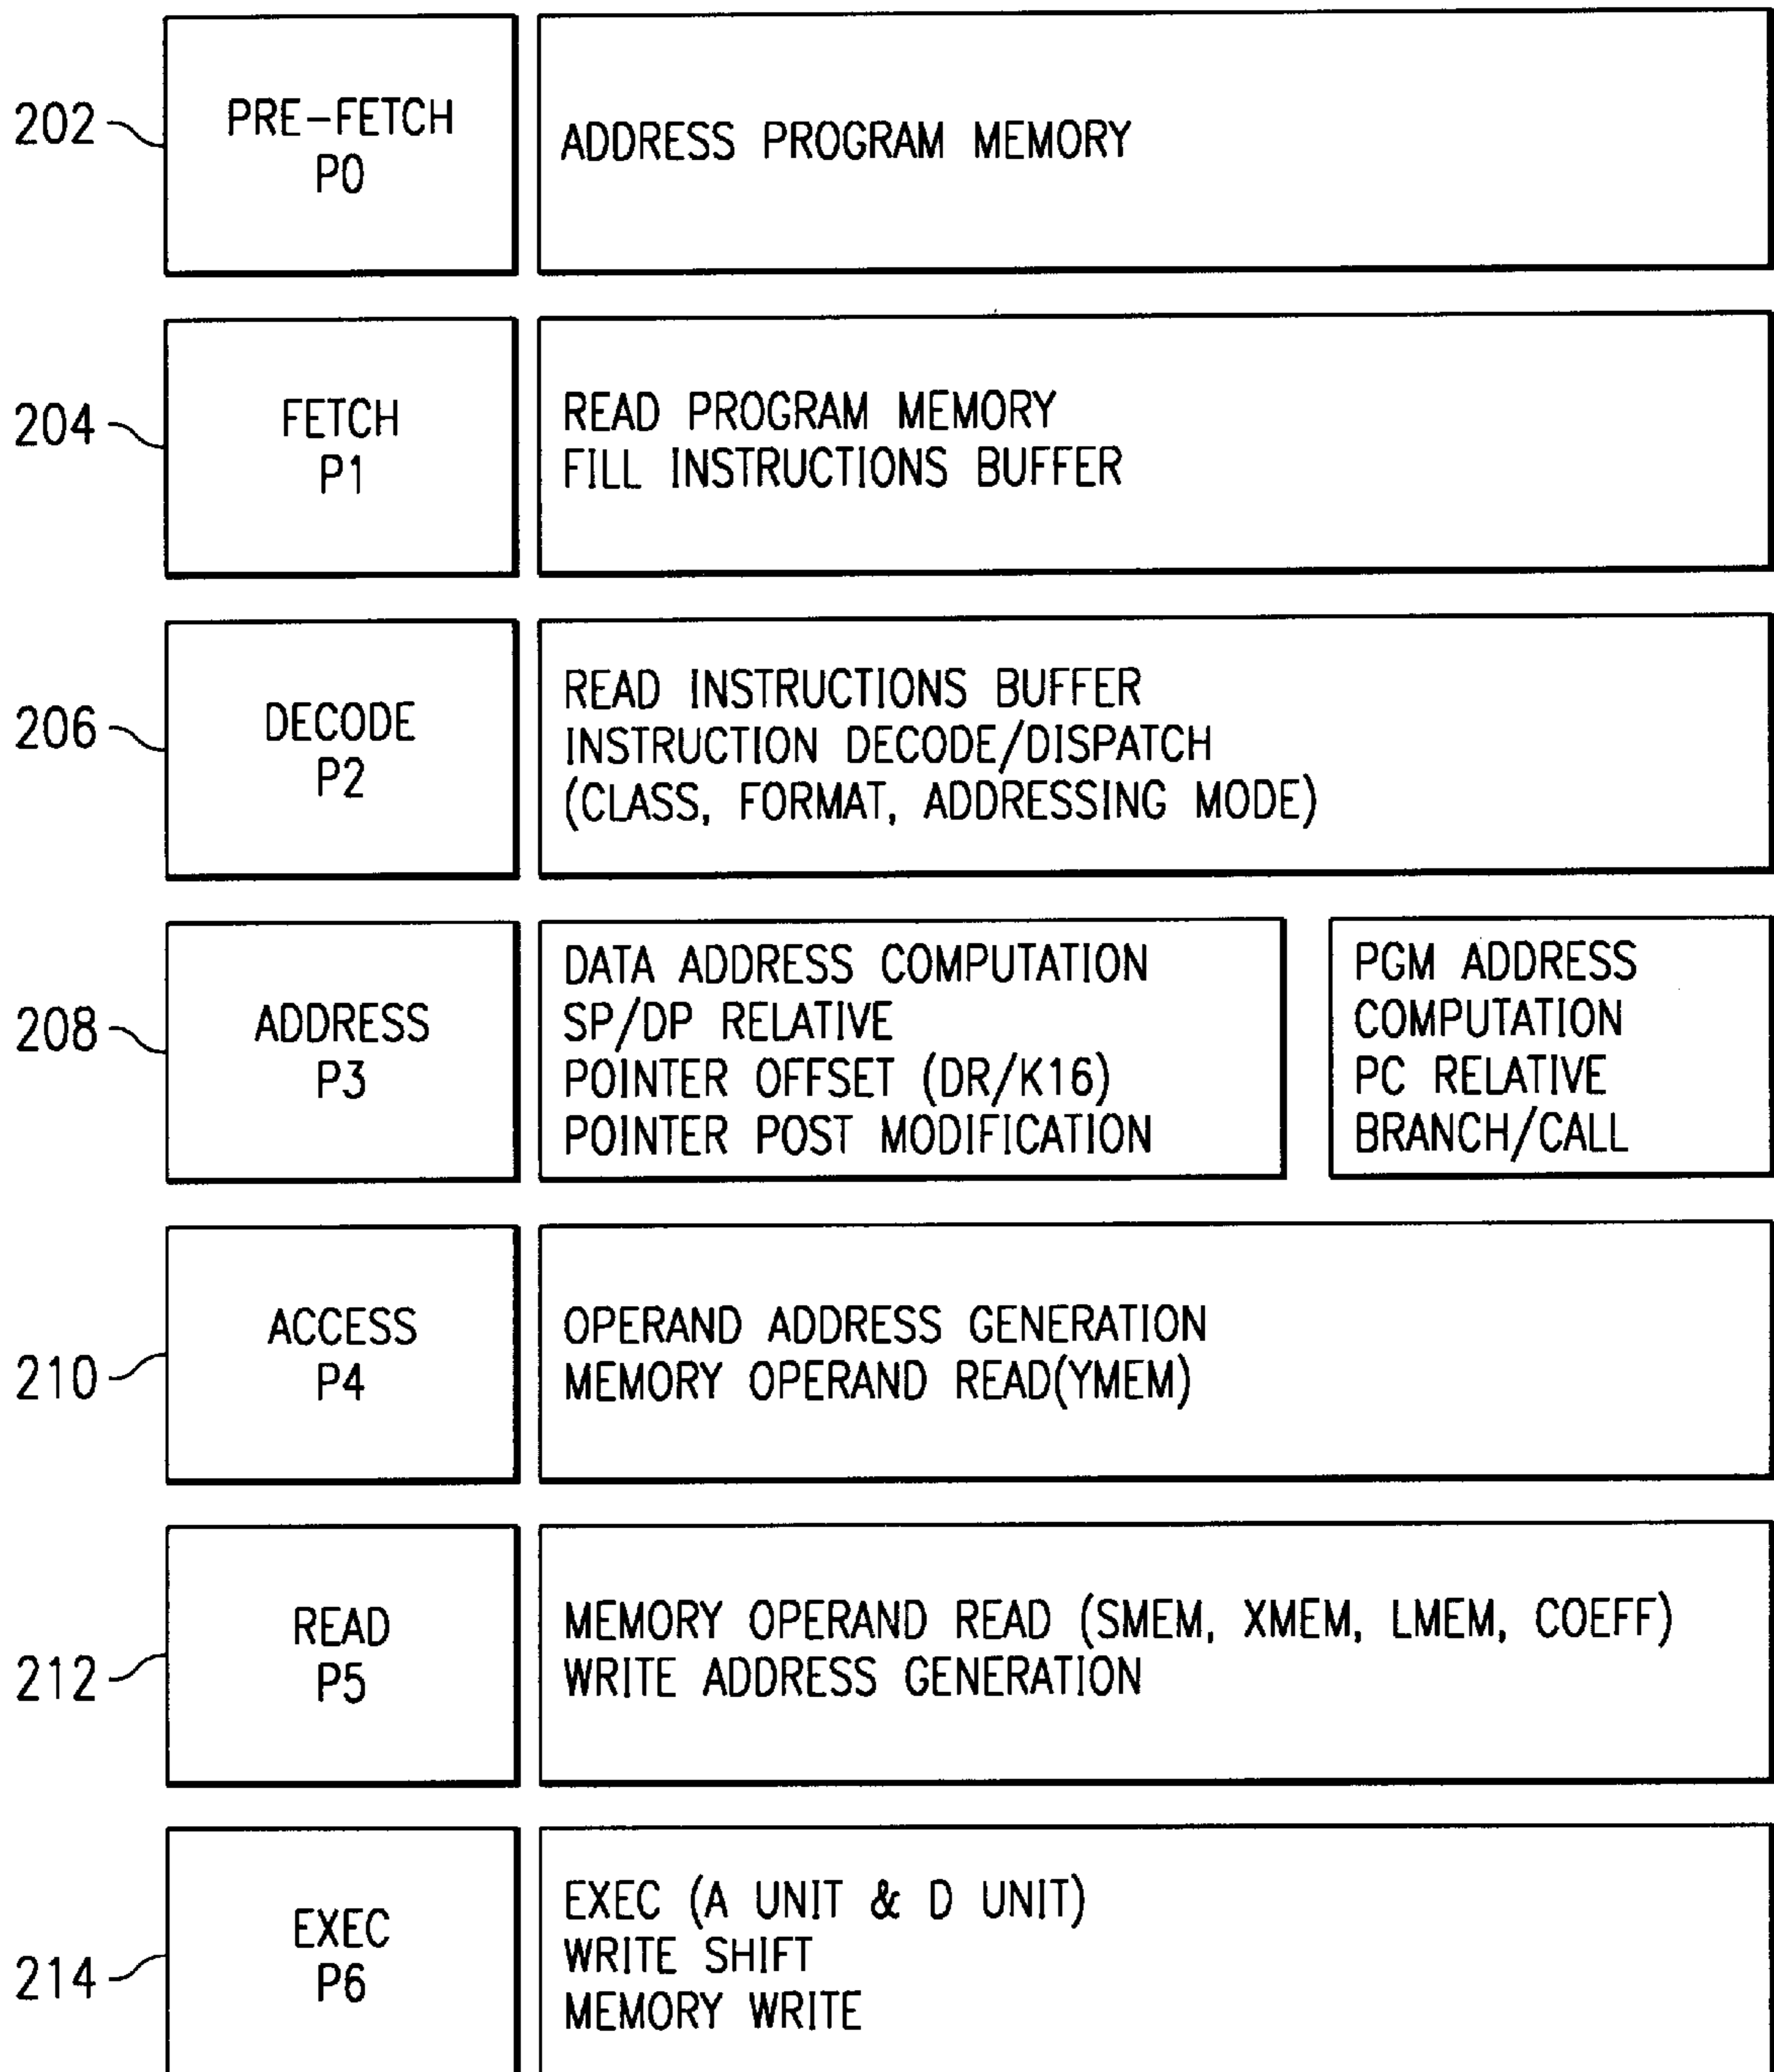 202
PRE-FETCH
P0
ADDRESS PROGRAM MEMORY
204
FETCH
P1
READ PROGRAM MEMORY
FILL INSTRUCTIONS BUFFER
206
DECODE
P2
READ INSTRUCTIONS BUFFER
INSTRUCTION DECODE/DISPATCH
(CLASS, FORMAT, ADDRESSING MODE)
208
ADDRESS
P3
DATA ADDRESS COMPUTATION
SP/DP RELATIVE
POINTER OFFSET (DR/K16)
POINTER POST MODIFICATION
PGM ADDRESS
COMPUTATION
PC RELATIVE
BRANCH/CALL
210
ACCESS
P4
OPERAND ADDRESS GENERATION
MEMORY OPERAND READ(YMEM)
212
READ
P5
MEMORY OPERAND READ (SMEM, XMEM, LMEM, COEFF)
WRITE ADDRESS GENERATION
214
EXEC
P6
EXEC (A UNIT & D UNIT)
WRITE SHIFT
MEMORY WRITE